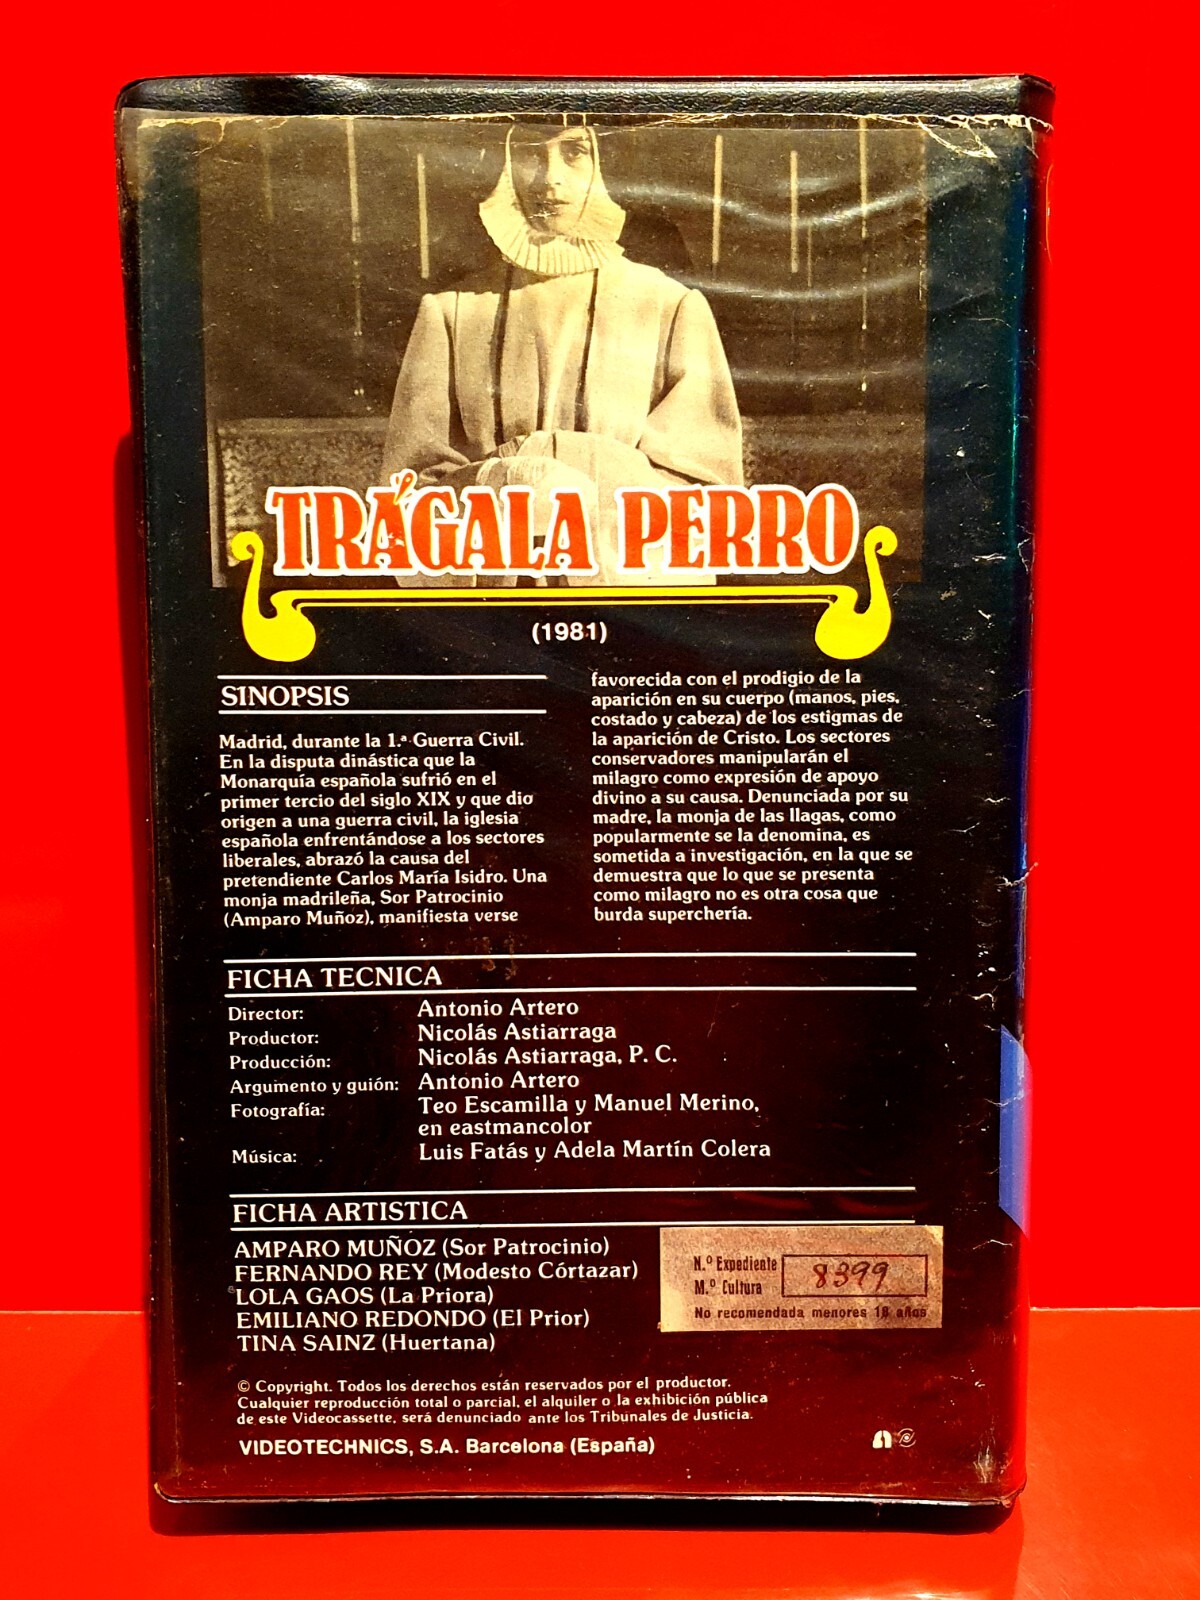 TRÁGALA PERRO
(1981)
SINOPSIS
Madrid, durante la 1.ª Guerra Civil.
En la disputa dinástica que la
Monarquía española sufrió en el
primer tercio del siglo XIX y que dio
origen a una guerra civil, la iglesia
española enfrentándose a los sectores
liberales, abrazó la causa del
pretendiente Carlos María Isidro. Una
monja madrileña, Sor Patrocinio
(Amparo Muñoz), manifiesta verse
favorecida con el prodigio de la
aparición en su cuerpo (manos, pies,
costado y cabeza) de los estigmas de
la aparición de Cristo. Los sectores
conservadores manipularán el
milagro como expresión de apoyo
divino a su causa. Denunciada por su
madre, la monja de las llagas, como
popularmente se la denomina, es
sometida a investigación, en la que se
demuestra que lo que se presenta
como milagro no es otra cosa que
burda superchería.
FICHA TECNICA
Director: Antonio Artero
Productor: Nicolás Astiarraga
Producción: Nicolás Astiarraga, P. C.
Argumento y guión: Antonio Artero
Fotografía: Teo Escamilla y Manuel Merino,
en eastmancolor
Música: Luis Fatás y Adela Martín Colera
FICHA ARTISTICA
AMPARO MUÑOZ (Sor Patrocinio)
FERNANDO REY (Modesto Córtazar)
LOLA GAOS (La Priora)
EMILIANO REDONDO (El Prior)
TINA SAINZ (Huertana)
N.º Expediente
M.º Cultura
8399
No recomendada menores 18 años
© Copyright. Todos los derechos están reservados por el productor.
Cualquier reproducción total o parcial, el alquiler o la exhibición pública
de este Videocassette, será denunciado ante los Tribunales de Justicia.
VIDEOTECHNICS, S.A. Barcelona (España)